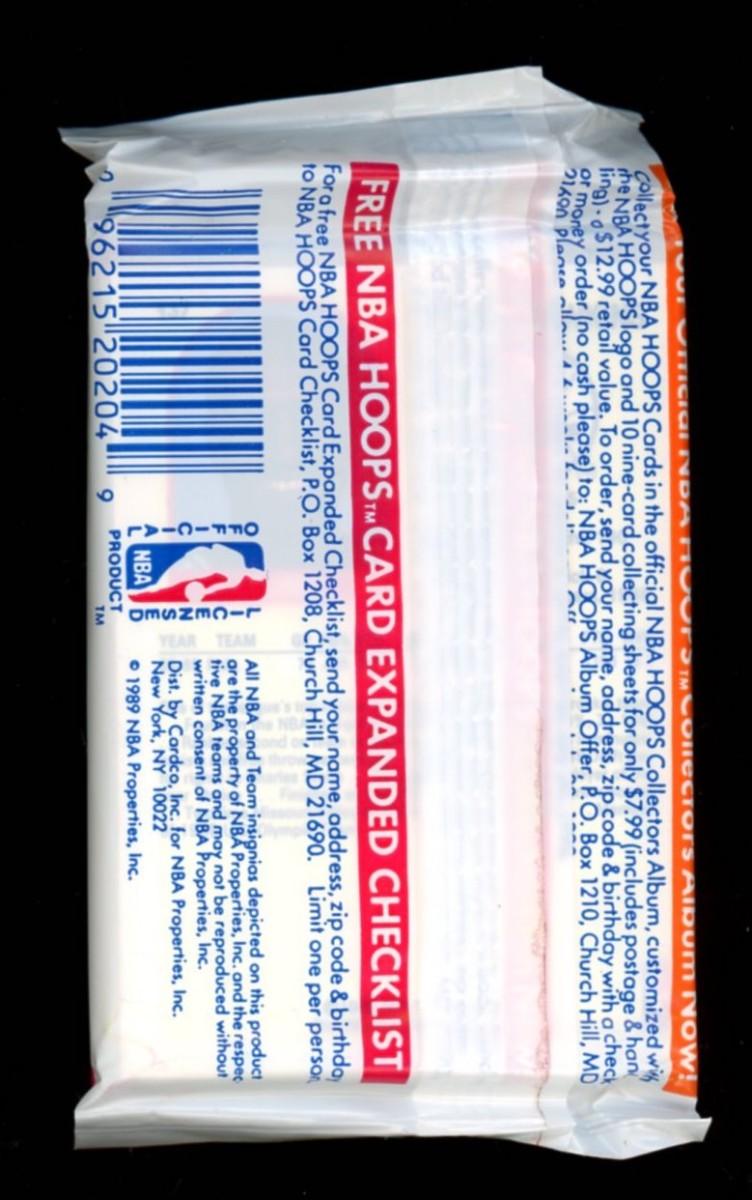 Your Official NBA HOOPS™ Collectors Album Now!
Collect your NBA HOOPS Cards in the official NBA HOOPS Collectors Album, customized with
the NBA HOOPS logo and 10 nine-card collecting sheets for only $7.99 (includes postage & han
ling) - a $12.99 retail value. To order, send your name, address, zip code & birthday with a check
or money order (no cash please) to: NBA HOOPS Album Offer, P.O. Box 1210, Church Hill, MD
FREE NBA HOOPS™ CARD EXPANDED CHECKLIST
For a free NBA HOOPS Card Expanded Checklist, send your name, address, zip code & birthda
to NBA HOOPS Card Checklist, P.O. Box 1208, Church Hill, MD 21690. Limit one per person
0 96215 20204 9
OFFICIAL
NBA
LICENSED
PRODUCT
TM
All NBA and Team insignias depicted on this product
are the property of NBA Properties, Inc. and the respec
tive NBA teams and may not be reproduced without
written consent of NBA Properties, Inc.
Dist. by Cardco, Inc. for NBA Properties, Inc.
New York, NY 10022
© 1989 NBA Properties, Inc.
YEAR TEAM